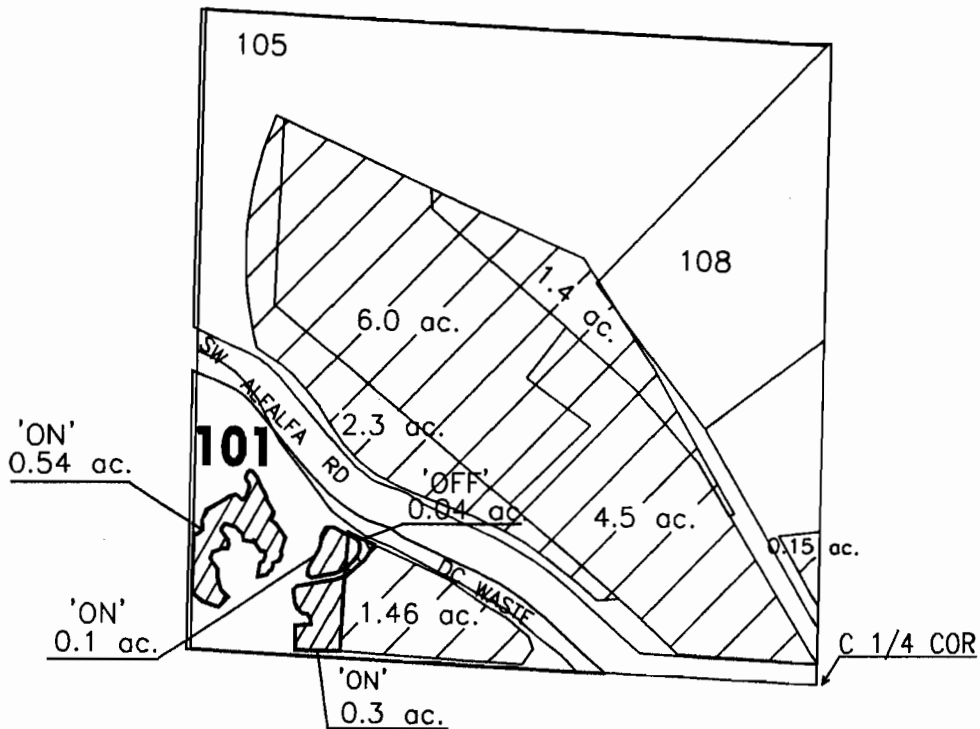 105
108
1.4 ac.
6.0 ac.
SW ALFALFA RD
2.3 ac.
'ON'
0.54 ac.
101
'OFF'
0.04 ac
4.5 ac.
0.15 ac.
DC WASTE
1.46 ac.
'ON'
0.1 ac.
C 1/4 COR
'ON'
0.3 ac.